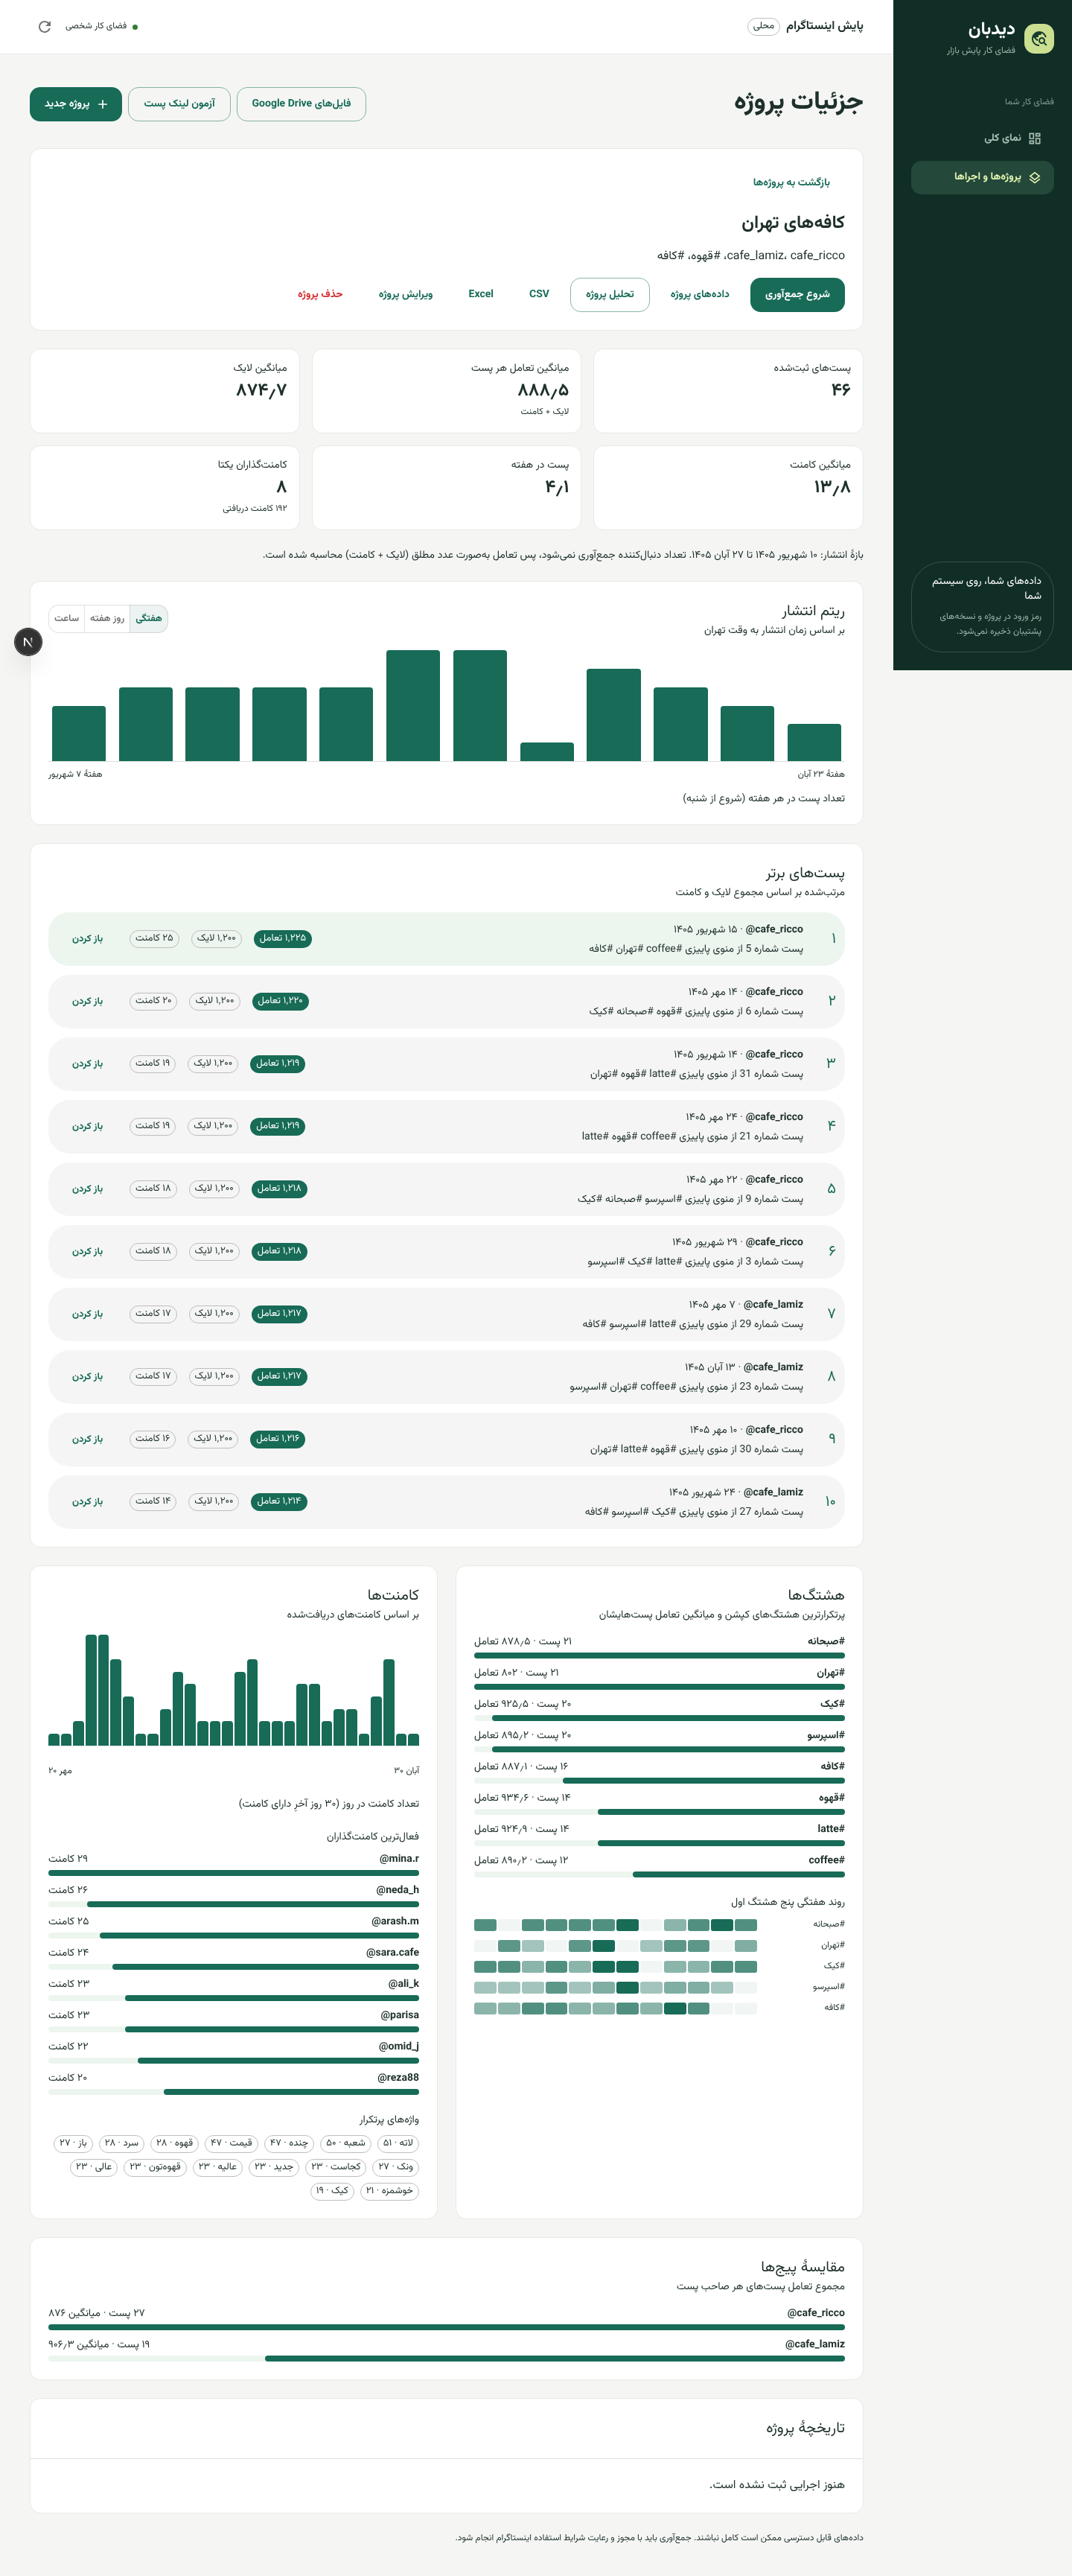 دیدبان
فضای کار پایش بازار
فضای کار شما
نمای کلی
پروژه‌ها و اجراها
داده‌های شما، روی سیستم
شما
رمز ورود در پروژه و نسخه‌های
پشتیبان ذخیره نمی‌شود.
پایش اینستاگرام محلی
فضای کار شخصی
جزئیات پروژه
فایل‌های Google Drive
آزمون لینک پست
پروژه جدید
بازگشت به پروژه‌ها
کافه‌های تهران
cafe_lamiz، cafe_ricco، #قهوه، #کافه
شروع جمع‌آوری
داده‌های پروژه
تحلیل پروژه
CSV
Excel
ویرایش پروژه
حذف پروژه
پست‌های ثبت‌شده
۴۶
میانگین تعامل هر پست
۸۸۸٫۵
لایک + کامنت
میانگین لایک
۸۷۴٫۷
میانگین کامنت
۱۳٫۸
پست در هفته
۴٫۱
کامنت‌گذاران یکتا
۸
۱۹۲ کامنت دریافتی
بازهٔ انتشار: ۱۰ شهریور ۱۴۰۵ تا ۲۷ آبان ۱۴۰۵. تعداد دنبال‌کننده جمع‌آوری نمی‌شود، پس تعامل به‌صورت عدد مطلق (لایک + کامنت) محاسبه شده است.
ریتم انتشار
بر اساس زمان انتشار به وقت تهران
هفتگی
روز هفته
ساعت
هفتهٔ ۲۳ آبان
هفتهٔ ۷ شهریور
تعداد پست در هر هفته (شروع از شنبه)
پست‌های برتر
مرتب‌شده بر اساس مجموع لایک و کامنت
۱
@cafe_ricco · ۱۵ شهریور ۱۴۰۵
پست شماره 5 از منوی پاییزی #coffee #تهران #کافه
۱٬۲۲۵ تعامل
۱٬۲۰۰ لایک
۲۵ کامنت
باز کردن
۲
@cafe_ricco · ۱۴ مهر ۱۴۰۵
پست شماره 6 از منوی پاییزی #قهوه #صبحانه #کیک
۱٬۲۲۰ تعامل
۱٬۲۰۰ لایک
۲۰ کامنت
باز کردن
۳
@cafe_ricco · ۱۴ شهریور ۱۴۰۵
پست شماره 31 از منوی پاییزی #latte #قهوه #تهران
۱٬۲۱۹ تعامل
۱٬۲۰۰ لایک
۱۹ کامنت
باز کردن
۴
@cafe_ricco · ۲۴ مهر ۱۴۰۵
پست شماره 21 از منوی پاییزی #coffee #قهوه #latte
۱٬۲۱۹ تعامل
۱٬۲۰۰ لایک
۱۹ کامنت
باز کردن
۵
@cafe_ricco · ۲۲ مهر ۱۴۰۵
پست شماره 9 از منوی پاییزی #اسپرسو #صبحانه #کیک
۱٬۲۱۸ تعامل
۱٬۲۰۰ لایک
۱۸ کامنت
باز کردن
۶
@cafe_ricco · ۲۹ شهریور ۱۴۰۵
پست شماره 3 از منوی پاییزی #latte #کیک #اسپرسو
۱٬۲۱۸ تعامل
۱٬۲۰۰ لایک
۱۸ کامنت
باز کردن
۷
@cafe_lamiz · ۷ مهر ۱۴۰۵
پست شماره 29 از منوی پاییزی #latte #اسپرسو #کافه
۱٬۲۱۷ تعامل
۱٬۲۰۰ لایک
۱۷ کامنت
باز کردن
۸
@cafe_lamiz · ۱۳ آبان ۱۴۰۵
پست شماره 23 از منوی پاییزی #coffee #تهران #اسپرسو
۱٬۲۱۷ تعامل
۱٬۲۰۰ لایک
۱۷ کامنت
باز کردن
۹
@cafe_ricco · ۱۰ مهر ۱۴۰۵
پست شماره 30 از منوی پاییزی #قهوه #latte #تهران
۱٬۲۱۶ تعامل
۱٬۲۰۰ لایک
۱۶ کامنت
باز کردن
۱۰
@cafe_lamiz · ۲۴ شهریور ۱۴۰۵
پست شماره 27 از منوی پاییزی #کیک #اسپرسو #کافه
۱٬۲۱۴ تعامل
۱٬۲۰۰ لایک
۱۴ کامنت
باز کردن
هشتگ‌ها
پرتکرارترین هشتگ‌های کپشن و میانگین تعامل پست‌هایشان
#صبحانه ۲۱ پست · ۸۷۸٫۵ تعامل
#تهران ۲۱ پست · ۸۰۲ تعامل
#کیک ۲۰ پست · ۹۲۵٫۵ تعامل
#اسپرسو ۲۰ پست · ۸۹۵٫۲ تعامل
#کافه ۱۶ پست · ۸۸۷٫۱ تعامل
#قهوه ۱۴ پست · ۹۳۴٫۶ تعامل
#latte ۱۴ پست · ۹۲۴٫۹ تعامل
#coffee ۱۲ پست · ۸۹۰٫۲ تعامل
روند هفتگی پنج هشتگ اول
#صبحانه
#تهران
#کیک
#اسپرسو
#کافه
کامنت‌ها
بر اساس کامنت‌های دریافت‌شده
آبان ۳۰
مهر ۲۰
تعداد کامنت در روز (۳۰ روز آخرِ دارای کامنت)
فعال‌ترین کامنت‌گذاران
@mina.r ۲۹ کامنت
@neda_h ۲۶ کامنت
@arash.m ۲۵ کامنت
@sara.cafe ۲۴ کامنت
@ali_k ۲۳ کامنت
@parisa ۲۳ کامنت
@omid_j ۲۲ کامنت
@reza88 ۲۰ کامنت
واژه‌های پرتکرار
لاته · ۵۱ شعبه · ۵۰ چنده · ۴۷ قیمت · ۴۷ قهوه · ۲۸ سرد · ۲۸ باز · ۲۷
ونک · ۲۷ کجاست · ۲۳ جدید · ۲۳ عالیه · ۲۳ قهوه‌تون · ۲۳ عالی · ۲۳
خوشمزه · ۲۱ کیک · ۱۹
مقایسهٔ پیج‌ها
مجموع تعامل پست‌های هر صاحب پست
@cafe_ricco ۲۷ پست · میانگین ۸۷۶
@cafe_lamiz ۱۹ پست · میانگین ۹۰۶٫۳
تاریخچهٔ پروژه
هنوز اجرایی ثبت نشده است.
داده‌های قابل دسترسی ممکن است کامل نباشند. جمع‌آوری باید با مجوز و رعایت شرایط استفاده اینستاگرام انجام شود.